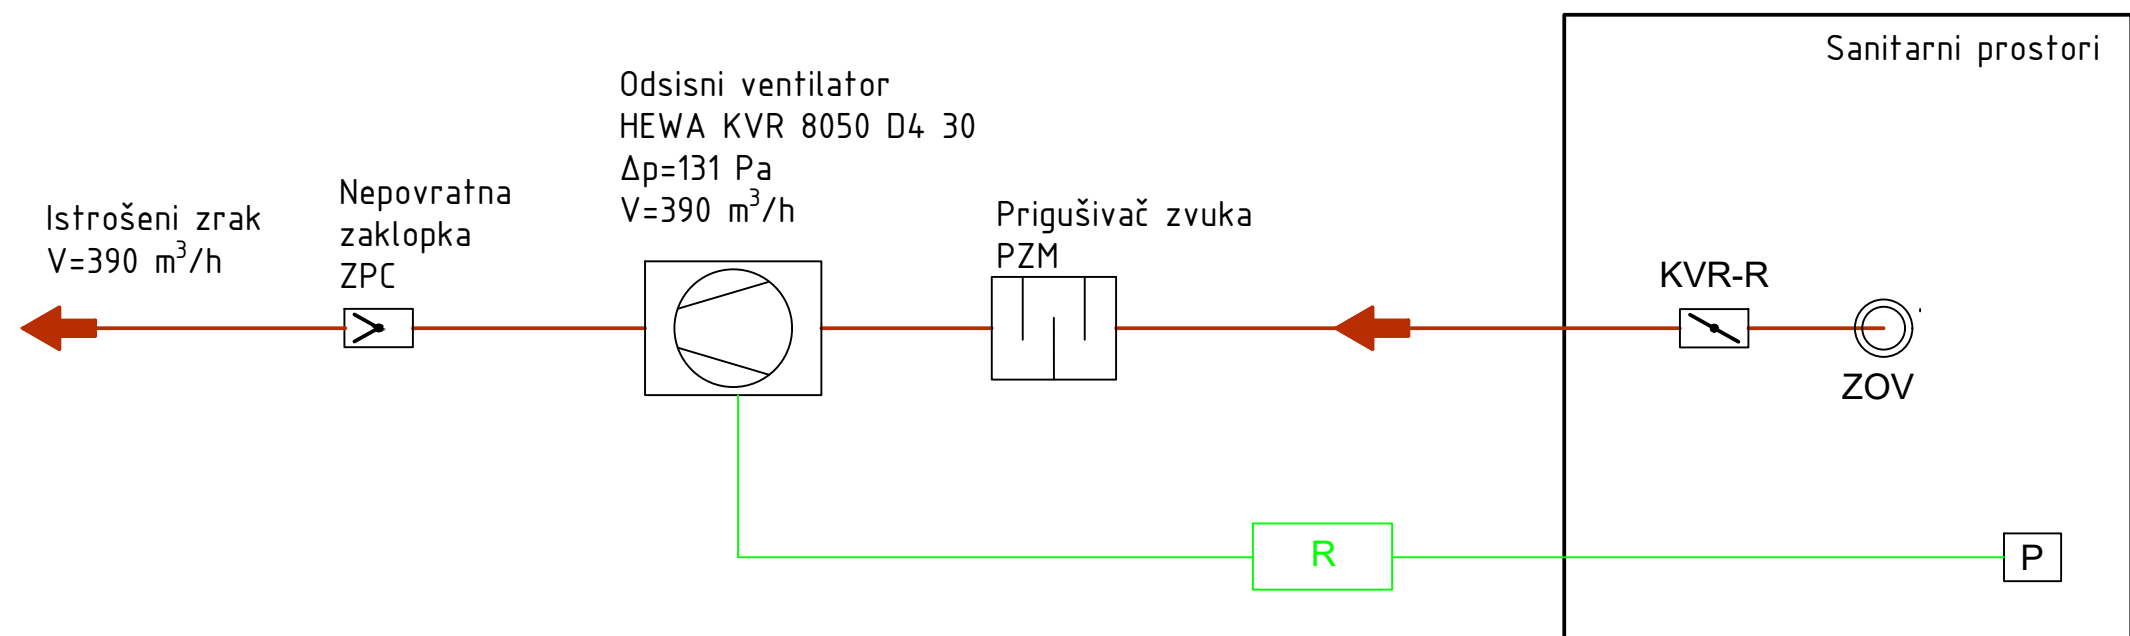 Sanitarni prostori
Odsisni ventilator
HEWA KVR 8050 D4 30
Δp=131 Pa
V=390 m³/h
Nepovratna
zaklopka
ZPC
Istrošeni zrak
V=390 m³/h
Prigušivač zvuka
PZM
KVR-R
ZOV
R
P